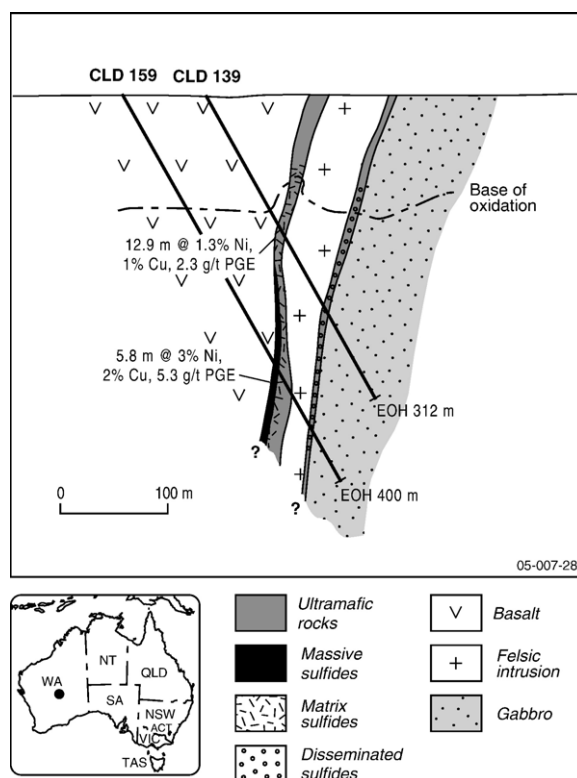 CLD 159 CLD 139
Base of
oxidation
12.9 m @ 1.3% Ni,
1% Cu, 2.3 g/t PGE
5.8 m @ 3% Ni,
2% Cu, 5.3 g/t PGE
EOH 312 m
EOH 400 m
?
?
0 100 m
05-007-28
WA
NT
QLD
SA
NSW
ACT
VIC
TAS
Ultramafic
rocks
Massive
sulfides
Matrix
sulfides
Disseminated
sulfides
Basalt
Felsic
intrusion
Gabbro